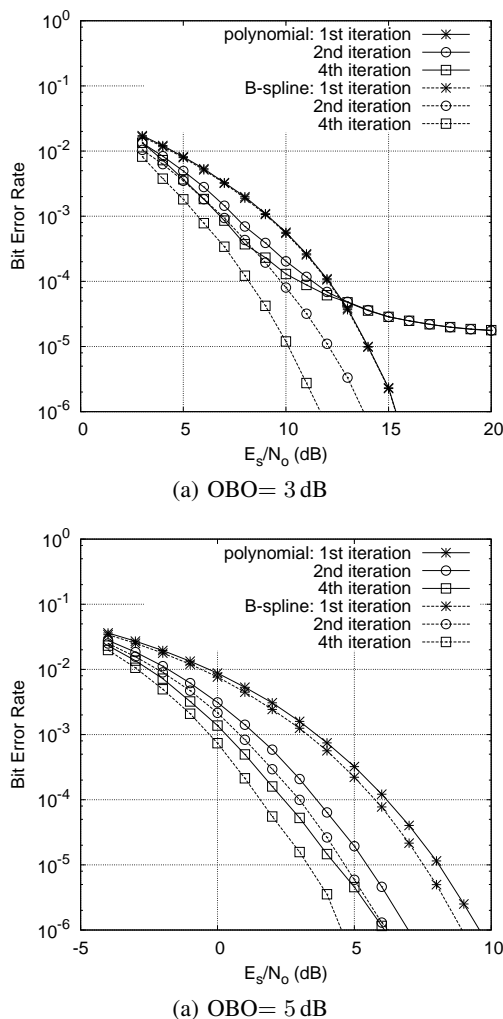 10^0
10^-1
10^-2
10^-3
10^-4
10^-5
10^-6
Bit Error Rate
polynomial: 1st iteration
2nd iteration
4th iteration
B-spline: 1st iteration
2nd iteration
4th iteration
0 5 10 15 20
E_s/N_o (dB)
(a) OBO= 3 dB
10^0
10^-1
10^-2
10^-3
10^-4
10^-5
10^-6
Bit Error Rate
polynomial: 1st iteration
2nd iteration
4th iteration
B-spline: 1st iteration
2nd iteration
4th iteration
-5 0 5 10
E_s/N_o (dB)
(a) OBO= 5 dB